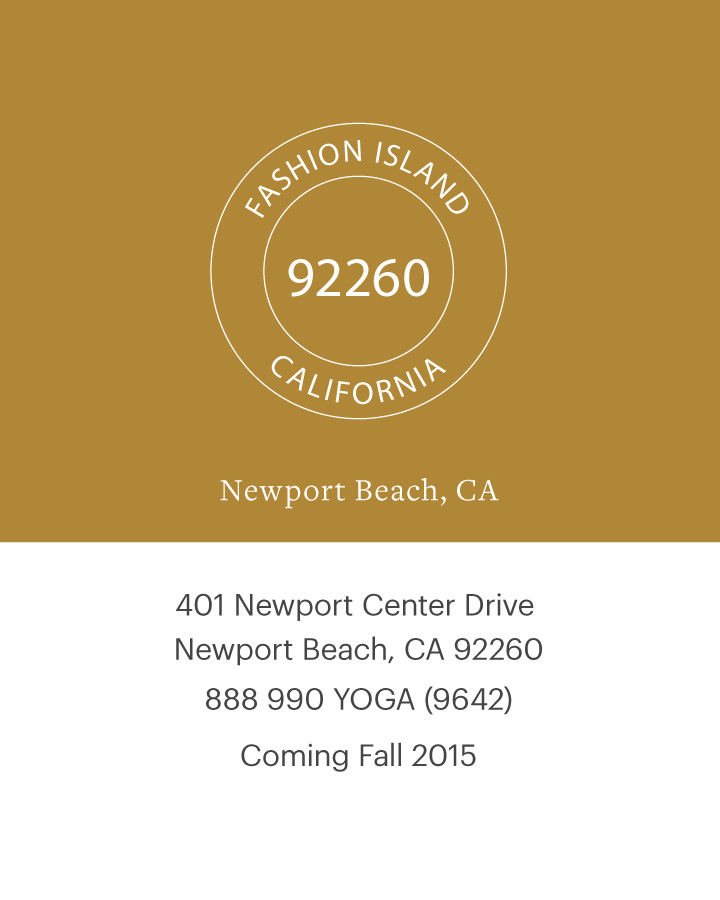 FASHION ISLAND
92260
CALIFORNIA
Newport Beach, CA
401 Newport Center Drive
Newport Beach, CA 92260
888 990 YOGA (9642)
Coming Fall 2015